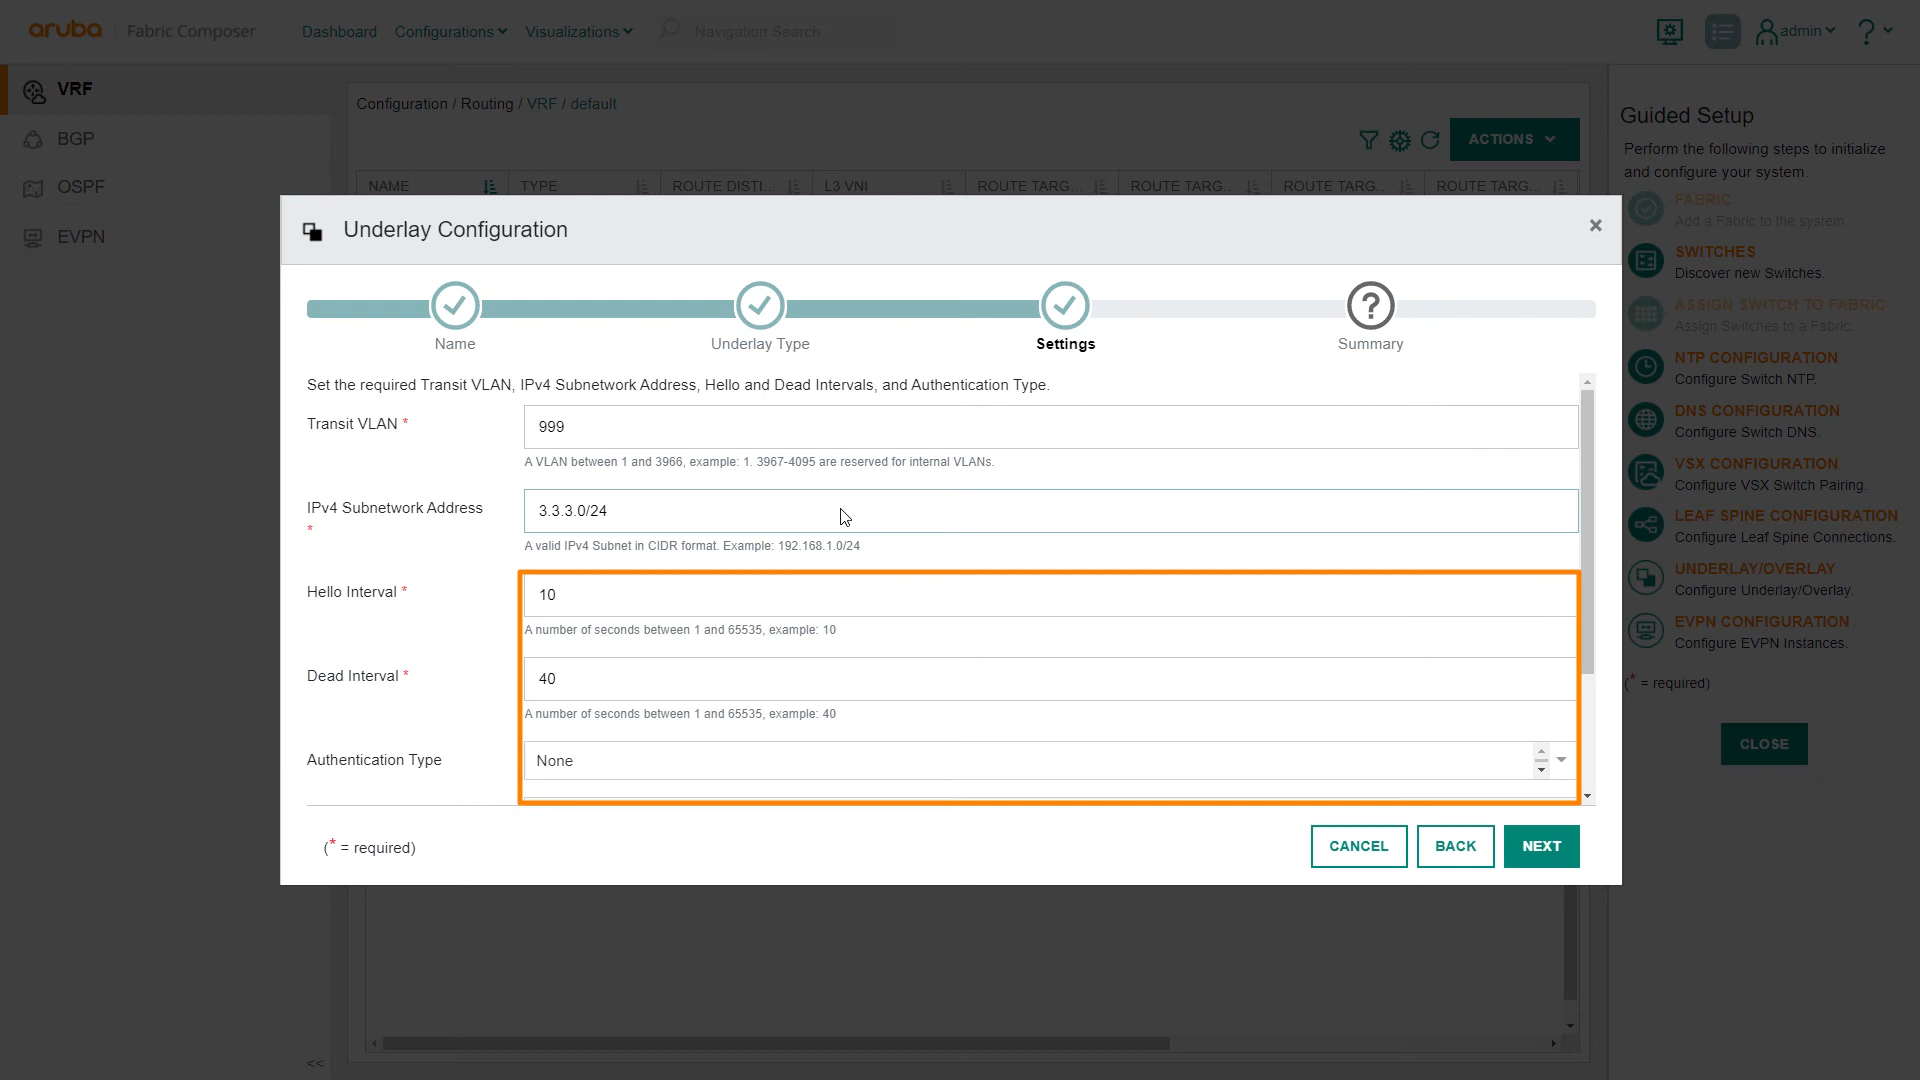 aruba Fabric Composer Dashboard Configurations Visualizations Navigation Search. admin ?
VRF
BGP
OSPF
EVPN
<<
Configuration / Routing / VRF / default
ACTIONS
NAME TYPE ROUTE DISTI... L3 VNI ROUTE TARG... ROUTE TARG... ROUTE TARG... ROUTE TARG...
Underlay Configuration
×
Name Underlay Type Settings ? Summary
Set the required Transit VLAN, IPv4 Subnetwork Address, Hello and Dead Intervals, and Authentication Type.
Transit VLAN *
999
A VLAN between 1 and 3966, example: 1. 3967-4095 are reserved for internal VLANs.
IPv4 Subnetwork Address
*
3.3.3.0/24
A valid IPv4 Subnet in CIDR format. Example: 192.168.1.0/24
Hello Interval *
10
A number of seconds between 1 and 65535, example: 10
Dead Interval *
40
A number of seconds between 1 and 65535, example: 40
Authentication Type
None
(* = required)
CANCEL BACK NEXT
Guided Setup
Perform the following steps to initialize
and configure your system.
FABRIC
Add a Fabric to the system.
SWITCHES
Discover new Switches.
ASSIGN SWITCH TO FABRIC
Assign Switches to a Fabric.
NTP CONFIGURATION
Configure Switch NTP.
DNS CONFIGURATION
Configure Switch DNS.
VSX CONFIGURATION
Configure VSX Switch Pairing.
LEAF SPINE CONFIGURATION
Configure Leaf Spine Connections.
UNDERLAY/OVERLAY
Configure Underlay/Overlay.
EVPN CONFIGURATION
Configure EVPN Instances.
(* = required)
CLOSE